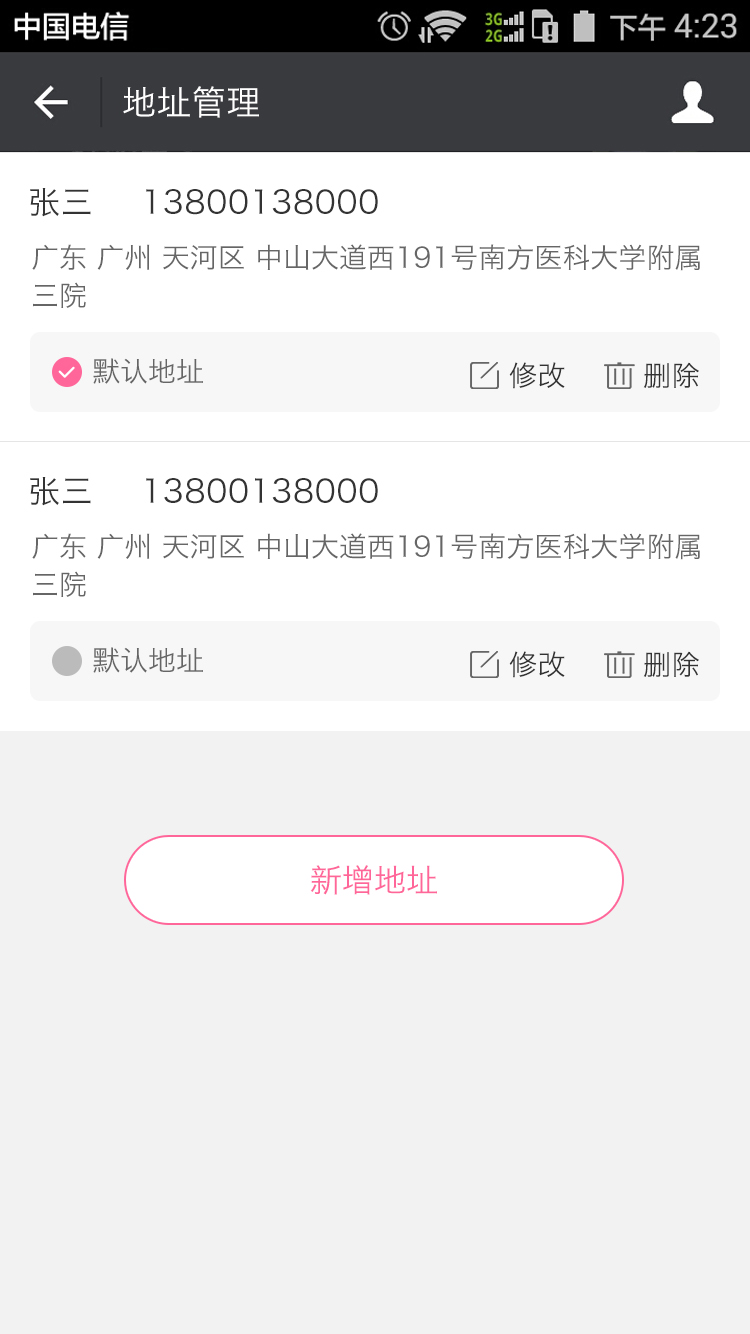 中国电信 3G 2G 下午 4:23
地址管理
张三 13800138000
广东 广州 天河区 中山大道西191号南方医科大学附属
三院
默认地址 修改 删除
张三 13800138000
广东 广州 天河区 中山大道西191号南方医科大学附属
三院
默认地址 修改 删除
新增地址